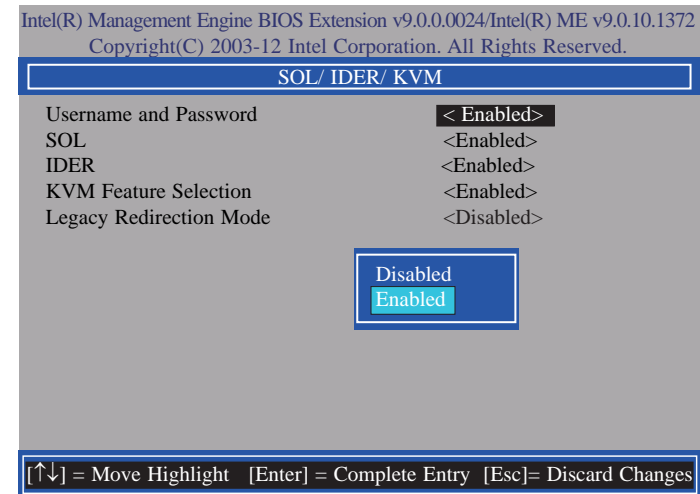 Intel(R) Management Engine BIOS Extension v9.0.0.0024/Intel(R) ME v9.0.10.1372
Copyright(C) 2003-12 Intel Corporation. All Rights Reserved.
SOL/ IDER/ KVM
Username and Password < Enabled>
SOL <Enabled>
IDER <Enabled>
KVM Feature Selection <Enabled>
Legacy Redirection Mode <Disabled>
Disabled
Enabled
[↑↓] = Move Highlight [Enter] = Complete Entry [Esc]= Discard Changes